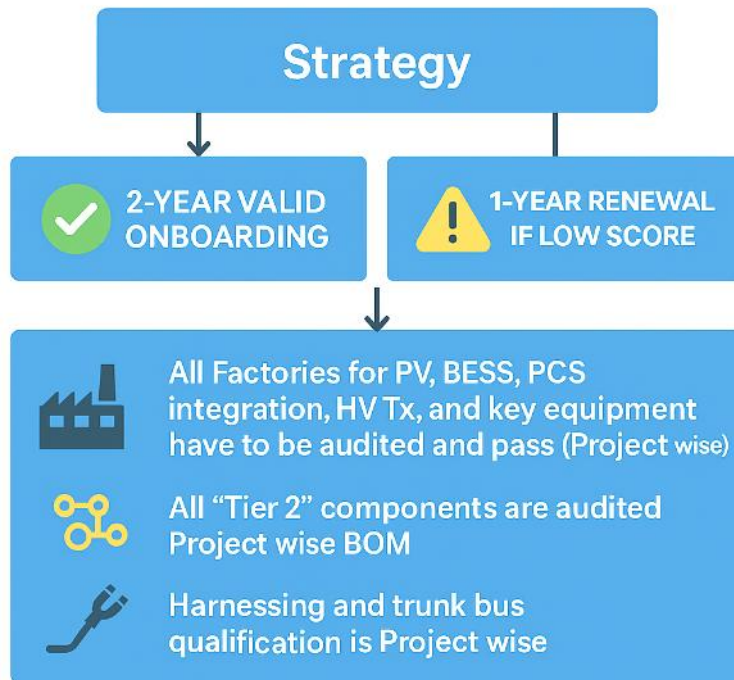 Strategy
2-YEAR VALID
ONBOARDING
1-YEAR RENEWAL
IF LOW SCORE
All Factories for PV, BESS, PCS
integration, HV Tx, and key equipment
have to be audited and pass (Project wise)
All “Tier 2” components are audited
Project wise BOM
Harnessing and trunk bus
qualification is Project wise